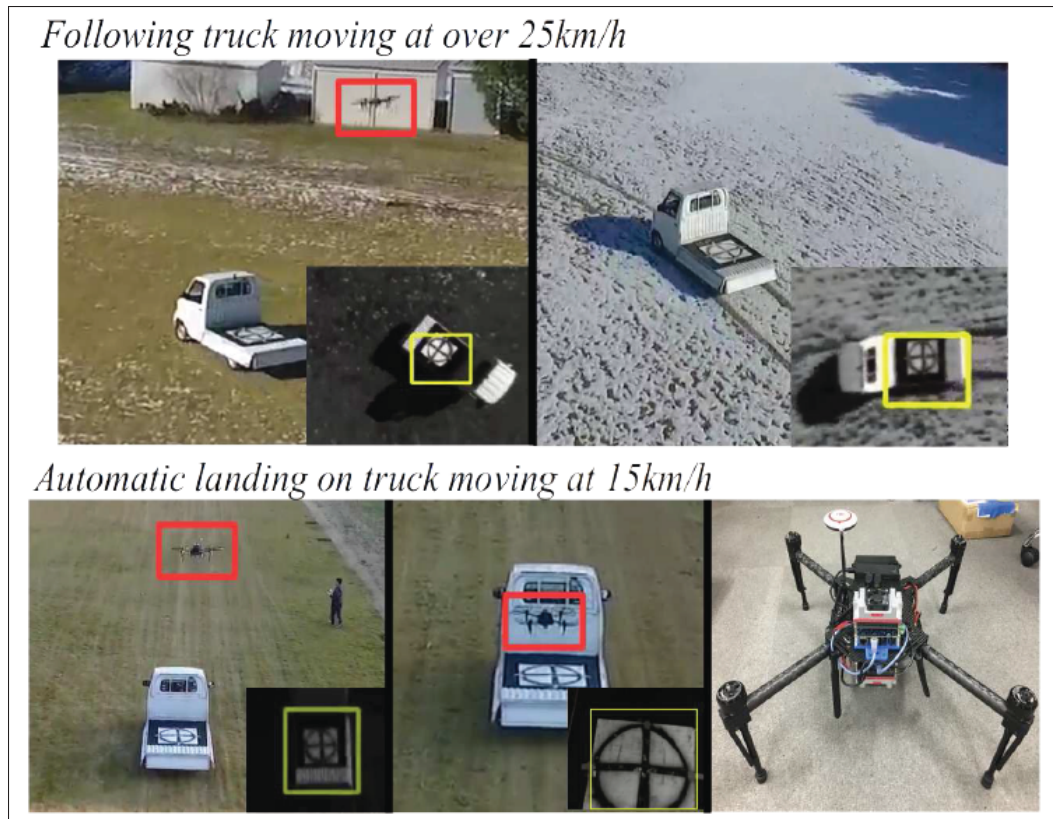 Following truck moving at over 25km/h
Automatic landing on truck moving at 15km/h